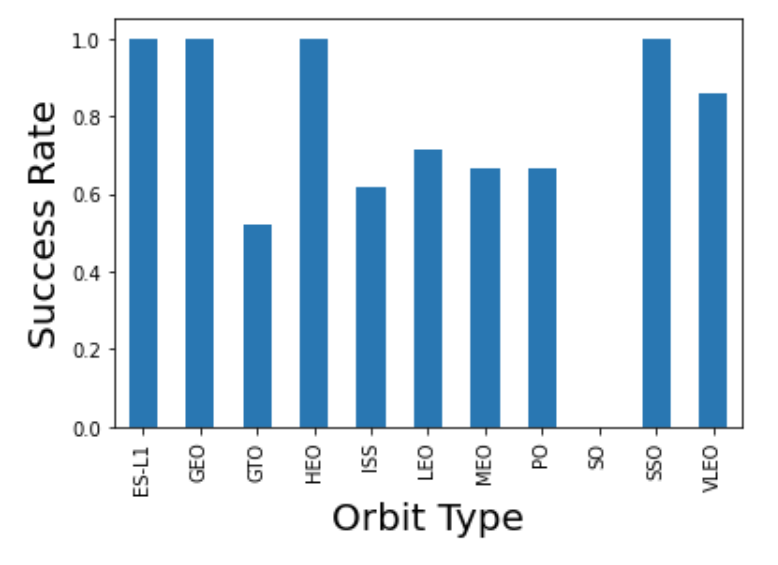 1.0
0.8
0.6
0.4
0.2
0.0
Success Rate
ES-L1
GEO
GTO
HEO
ISS
LEO
MEO
PO
SO
SSO
VLEO
Orbit Type